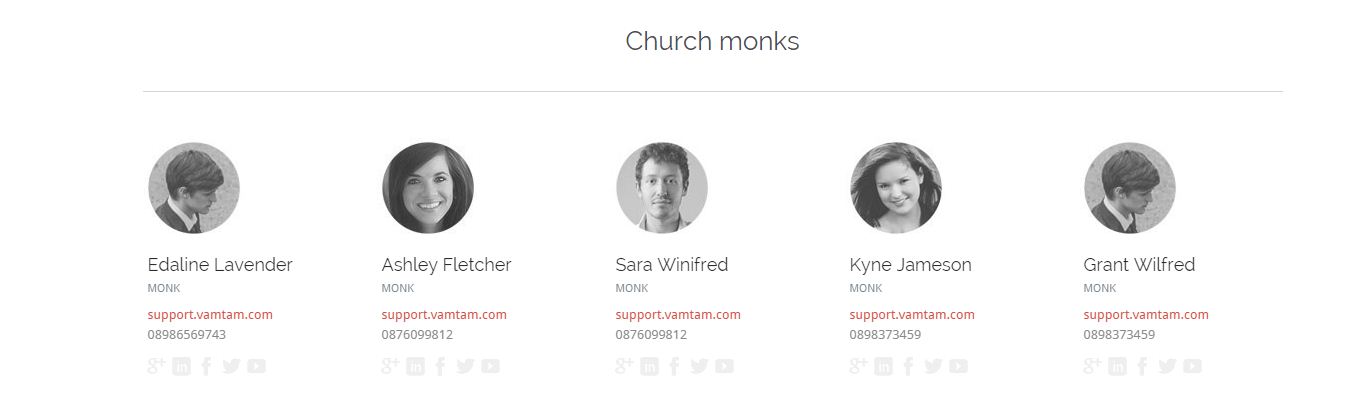 Church monks
Edaline Lavender
MONK
support.vamtam.com
08986569743
Ashley Fletcher
MONK
support.vamtam.com
0876099812
Sara Winifred
MONK
support.vamtam.com
0876099812
Kyne Jameson
MONK
support.vamtam.com
0898373459
Grant Wilfred
MONK
support.vamtam.com
0898373459